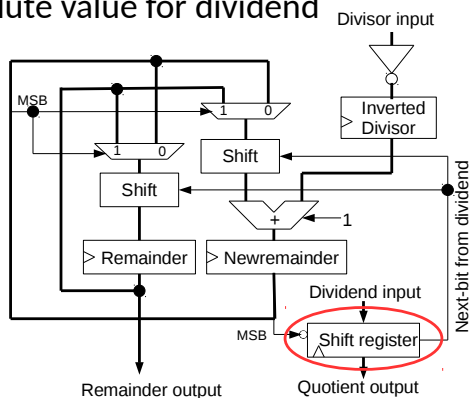 lute value for dividend
Divisor input
MSB
1 0
Inverted
Divisor
1 0
Shift
Shift
+
1
Next-bit from dividend
Remainder
Newremainder
Dividend input
MSB
Shift register
Remainder output
Quotient output